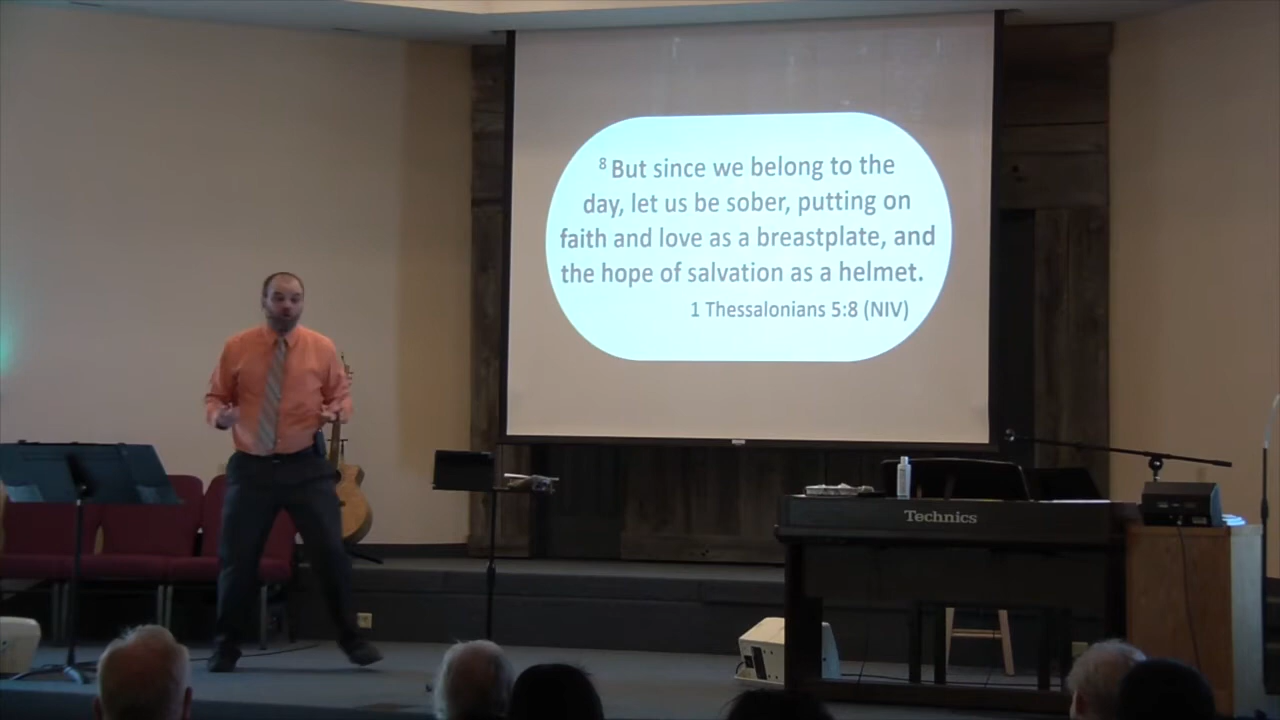 ⁸ But since we belong to the
day, let us be sober, putting on
faith and love as a breastplate, and
the hope of salvation as a helmet.
1 Thessalonians 5:8 (NIV)
Technics